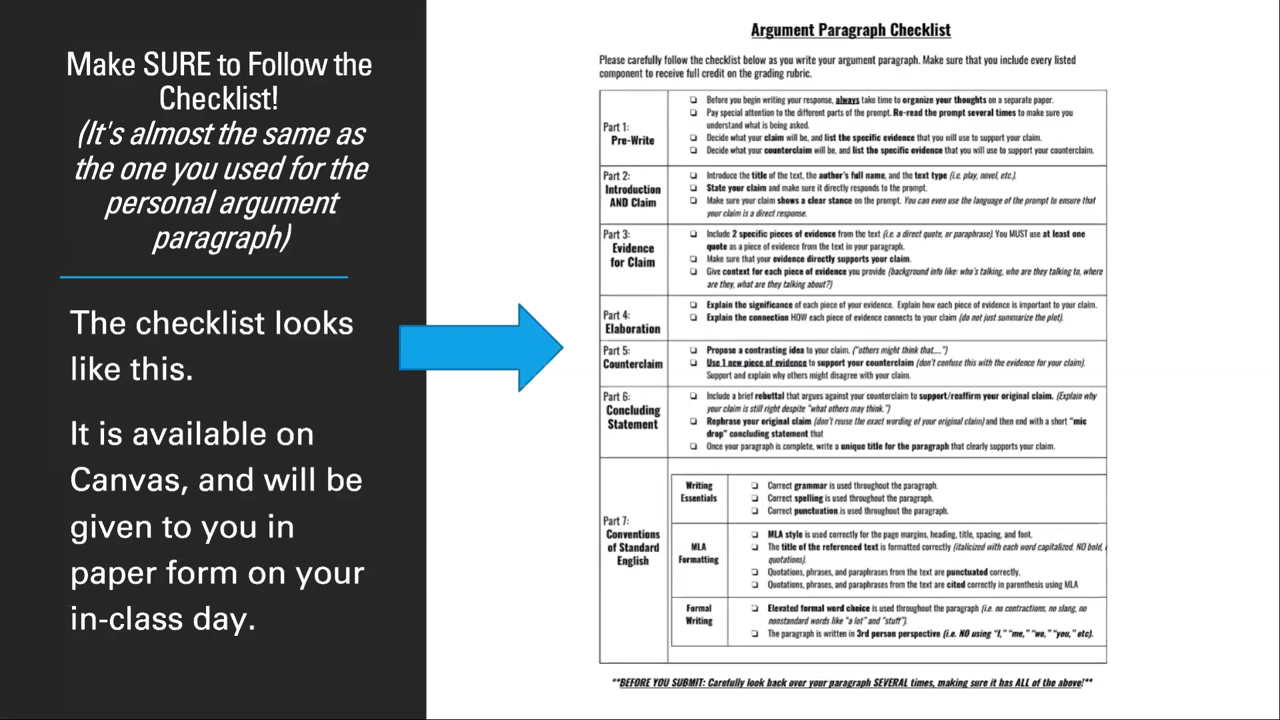 Make SURE to Follow the
Checklist!
(It's almost the same as
the one you used for the
personal argument
paragraph)
The checklist looks
like this.
It is available on
Canvas, and will be
given to you in
paper form on your
in-class day.
Argument Paragraph Checklist
Please carefully follow the checklist below as you write your argument paragraph. Make sure that you include every listed
component to receive full credit on the grading rubric.
Part 1:
Pre-Write
Before you begin writing your response, always take time to organize your thoughts on a separate paper.
Pay special attention to the different parts of the prompt. Re-read the prompt several times to make sure you
understand what is being asked.
Decide what your claim will be, and list the specific evidence that you will use to support your claim.
Decide what your counterclaim will be, and list the specific evidence that you will use to support your counterclaim.
Part 2:
Introduction
AND Claim
Introduce the title of the text, the author's full name, and the text type (i.e. play, novel, etc.).
State your claim and make sure it directly responds to the prompt.
Make sure your claim shows a clear stance on the prompt. You can even use the language of the prompt to ensure that
your claim is a direct response.
Part 3:
Evidence
for Claim
Include 2 specific pieces of evidence from the text (i.e. a direct quote, or paraphrase). You MUST use at least one
quote as a piece of evidence from the text in your paragraph.
Make sure that your evidence directly supports your claim.
Give context for each piece of evidence you provide (background info like: who's talking, who are they talking to, where
are they, what are they talking about?)
Part 4:
Elaboration
Explain the significance of each piece of your evidence. Explain how each piece of evidence is important to your claim.
Explain the connection HOW each piece of evidence connects to your claim (do not just summarize the plot).
Part 5:
Counterclaim
Propose a contrasting idea to your claim. ("others might think that....")
Use 1 new piece of evidence to support your counterclaim (don't confuse this with the evidence for your claim).
Support and explain why others might disagree with your claim.
Part 6:
Concluding
Statement
Include a brief rebuttal that argues against your counterclaim to support/reaffirm your original claim. (Explain why
your claim is still right despite "what others may think.")
Rephrase your original claim (don't reuse the exact wording of your original claim) and then end with a short "mic
drop" concluding statement that
Once your paragraph is complete, write a unique title for the paragraph that clearly supports your claim.
Part 7:
Conventions
of Standard
English
Writing
Essentials
Correct grammar is used throughout the paragraph.
Correct spelling is used throughout the paragraph.
Correct punctuation is used throughout the paragraph.
MLA
Formatting
MLA style is used correctly for the page margins, heading, title, spacing, and font.
The title of the referenced text is formatted correctly (italicized with each word capitalized. NO bold,
quotations).
Quotations, phrases, and paraphrases from the text are punctuated correctly.
Quotations, phrases, and paraphrases from the text are cited correctly in parenthesis using MLA
Formal
Writing
Elevated formal word choice is used throughout the paragraph (i.e. no contractions, no slang, no
nonstandard words like "a lot" and "stuff").
The paragraph is written in 3rd person perspective (i.e. NO using "I," "me," "we," "you," etc).
**BEFORE YOU SUBMIT: Carefully look back over your paragraph SEVERAL times, making sure it has ALL of the above!**